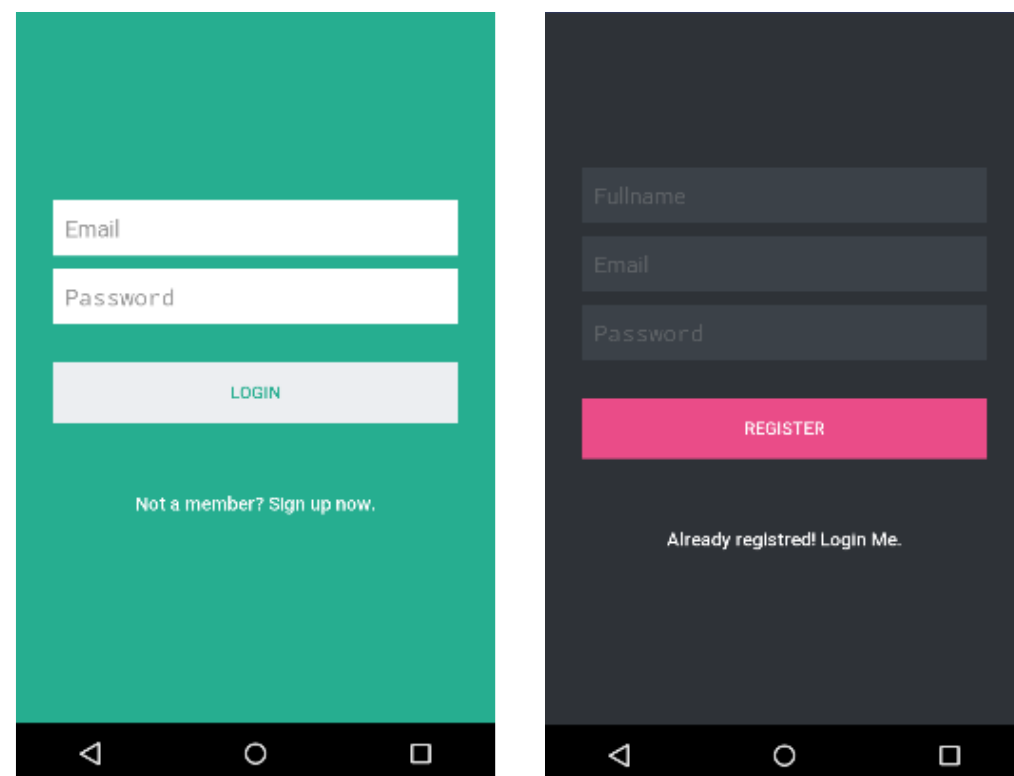 Email
Password
LOGIN
Not a member? Sign up now.
Fullname
Email
Password
REGISTER
Already registred! Login Me.